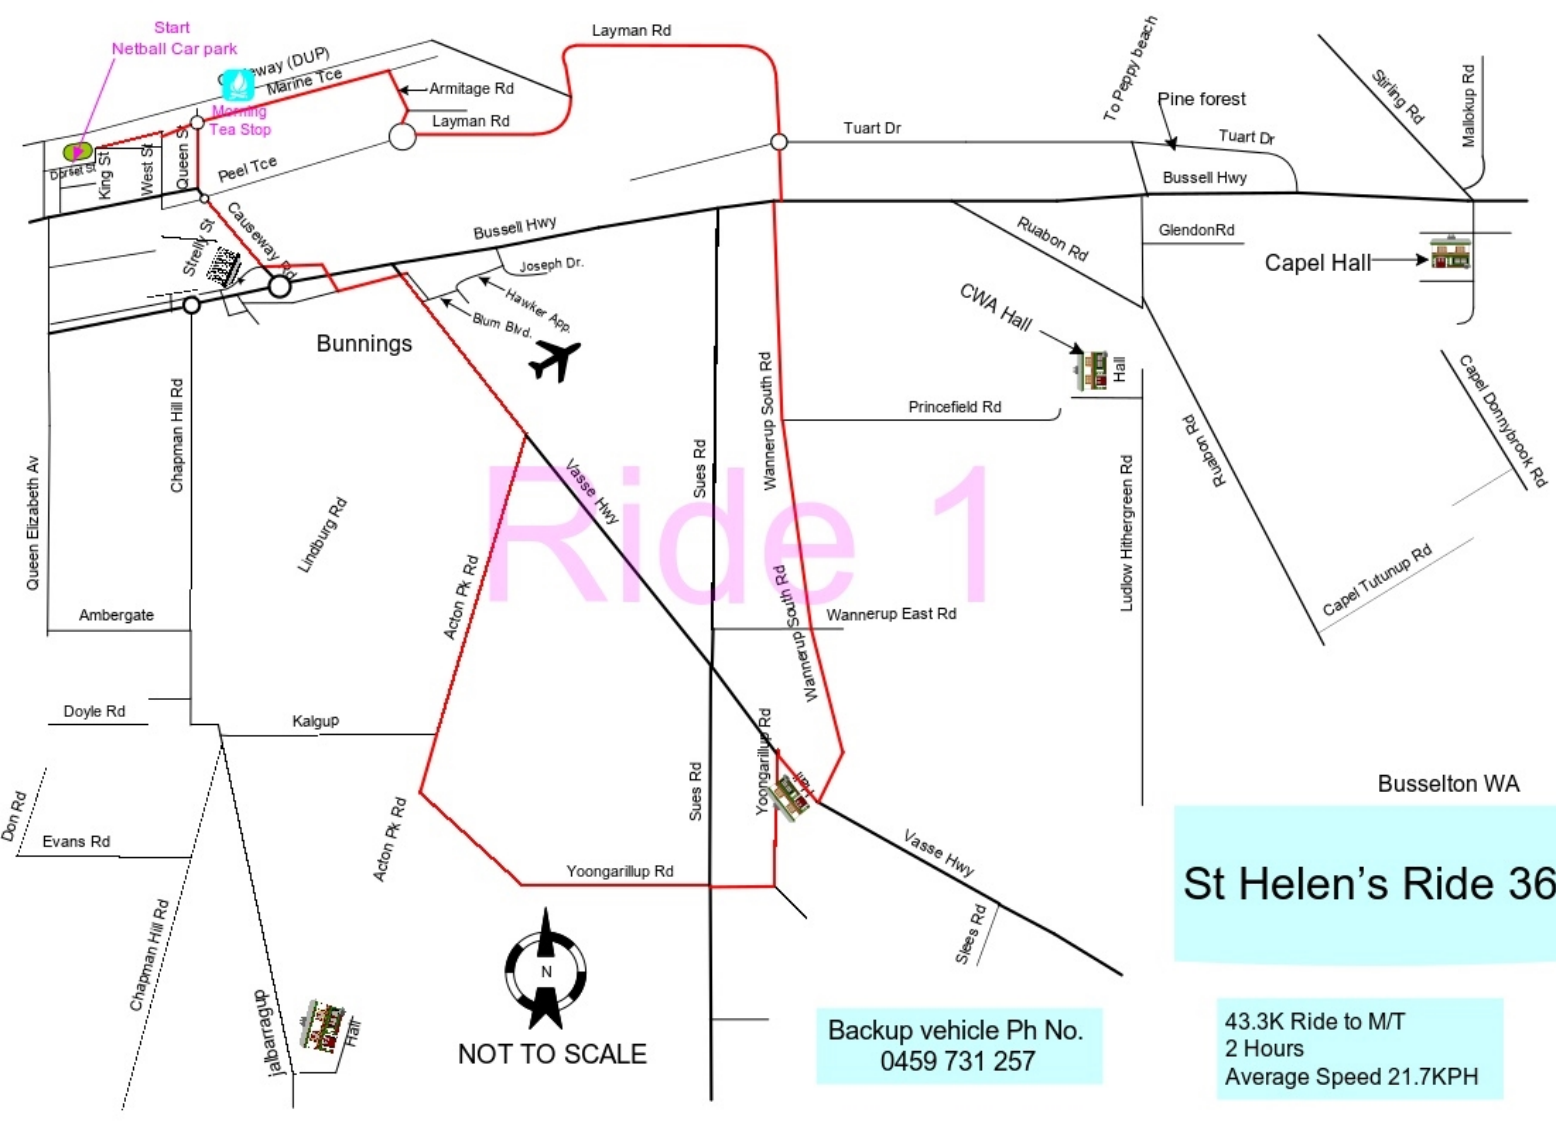 Start
Netball Car park
Layman Rd
Causeway (DUP)
Marine Tce
Armitage Rd
Morning
Tea Stop
Layman Rd
To Peppy beach
Pine forest
Stirling Rd
Mallokup Rd
Tuart Dr
Tuart Dr
Dorset St
King St
West St
Queen S
Peel Tce
Bussell Hwy
Causeway Rd
Strelly St
Bussell Hwy
Joseph Dr.
Hawker App.
Blum Blvd.
Ruabon Rd
GlendonRd
Capel Hall
CWA Hall
Hall
Bunnings
Chapman Hill Rd
Queen Elizabeth Av
Lindburg Rd
Vasse Hwy
Sues Rd
Wannerup South Rd
Princefield Rd
Ludlow Hithergreen Rd
Ruabon Rd
Capel Donnybrook Rd
Capel Tutunup Rd
Ride 1
Acton Pk Rd
Wannerup South Rd
Wannerup East Rd
Ambergate
Doyle Rd
Kalgup
Yoongarillup Rd
Hall
Sues Rd
Don Rd
Evans Rd
Acton Pk Rd
Yoongarillup Rd
Vasse Hwy
Slees Rd
Chapman Hill Rd
jalbarragup
Hall
N
NOT TO SCALE
Busselton WA
St Helen’s Ride 36
Backup vehicle Ph No.
0459 731 257
43.3K Ride to M/T
2 Hours
Average Speed 21.7KPH